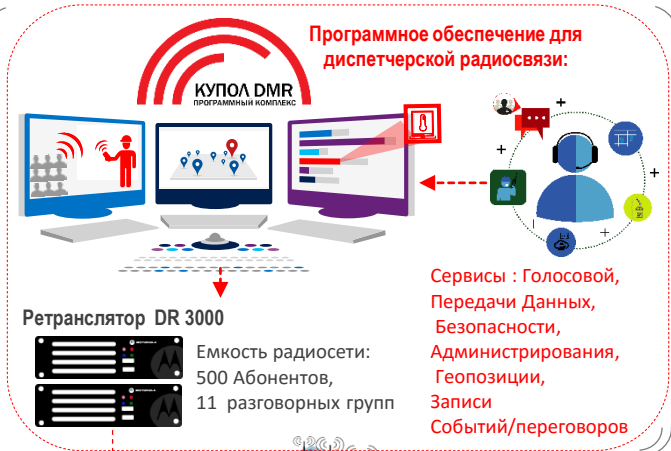 Программное обеспечение для
диспетчерской радиосвязи:
КУПОЛ DMR
ПРОГРАММНЫЙ КОМПЛЕКС
Сервисы : Голосовой,
Передачи Данных,
Безопасности,
Администрирования,
Геопозиции,
Записи
Событий/переговоров
Ретранслятор DR 3000
Емкость радиосети:
500 Абонентов,
11 разговорных групп